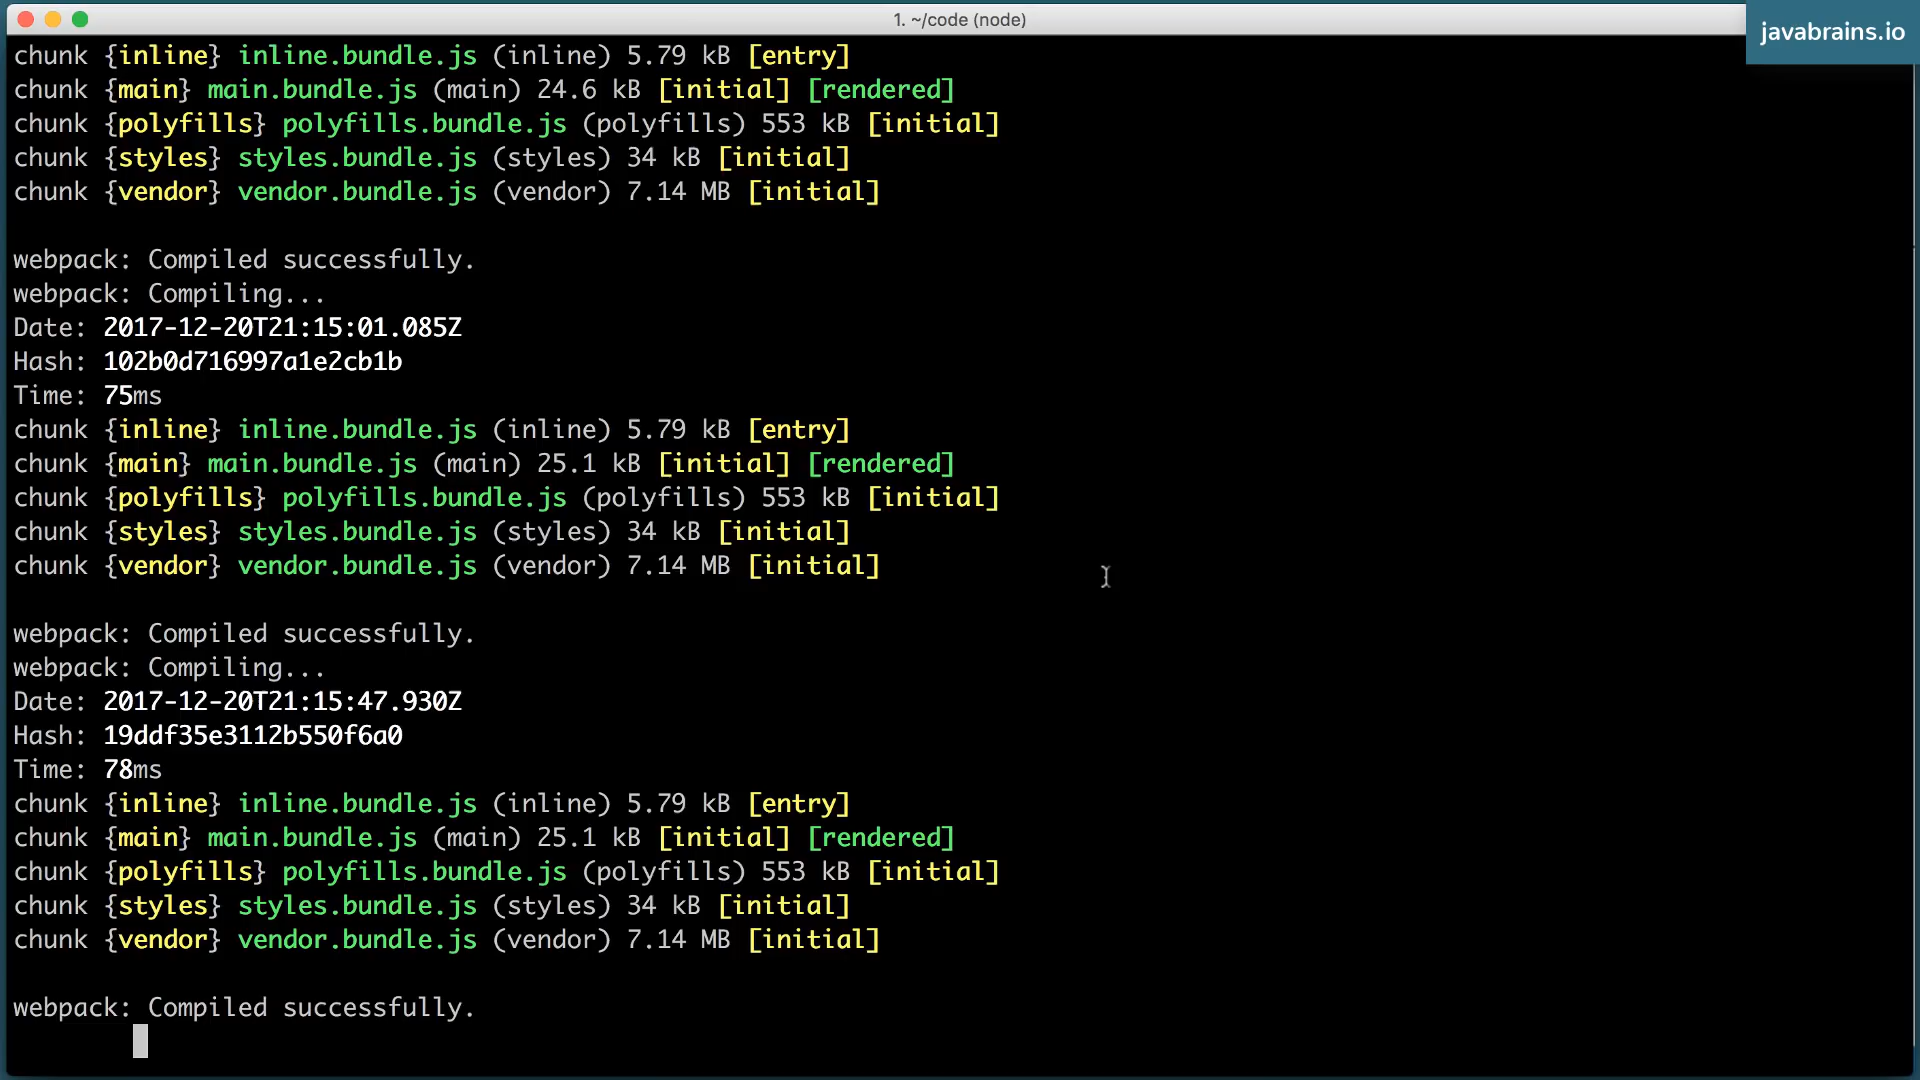 1. ~/code (node)
javabrains.io
chunk {inline} inline.bundle.js (inline) 5.79 kB [entry]
chunk {main} main.bundle.js (main) 24.6 kB [initial] [rendered]
chunk {polyfills} polyfills.bundle.js (polyfills) 553 kB [initial]
chunk {styles} styles.bundle.js (styles) 34 kB [initial]
chunk {vendor} vendor.bundle.js (vendor) 7.14 MB [initial]
webpack: Compiled successfully.
webpack: Compiling...
Date: 2017-12-20T21:15:01.085Z
Hash: 102b0d716997a1e2cb1b
Time: 75ms
chunk {inline} inline.bundle.js (inline) 5.79 kB [entry]
chunk {main} main.bundle.js (main) 25.1 kB [initial] [rendered]
chunk {polyfills} polyfills.bundle.js (polyfills) 553 kB [initial]
chunk {styles} styles.bundle.js (styles) 34 kB [initial]
chunk {vendor} vendor.bundle.js (vendor) 7.14 MB [initial]
webpack: Compiled successfully.
webpack: Compiling...
Date: 2017-12-20T21:15:47.930Z
Hash: 19ddf35e3112b550f6a0
Time: 78ms
chunk {inline} inline.bundle.js (inline) 5.79 kB [entry]
chunk {main} main.bundle.js (main) 25.1 kB [initial] [rendered]
chunk {polyfills} polyfills.bundle.js (polyfills) 553 kB [initial]
chunk {styles} styles.bundle.js (styles) 34 kB [initial]
chunk {vendor} vendor.bundle.js (vendor) 7.14 MB [initial]
webpack: Compiled successfully.